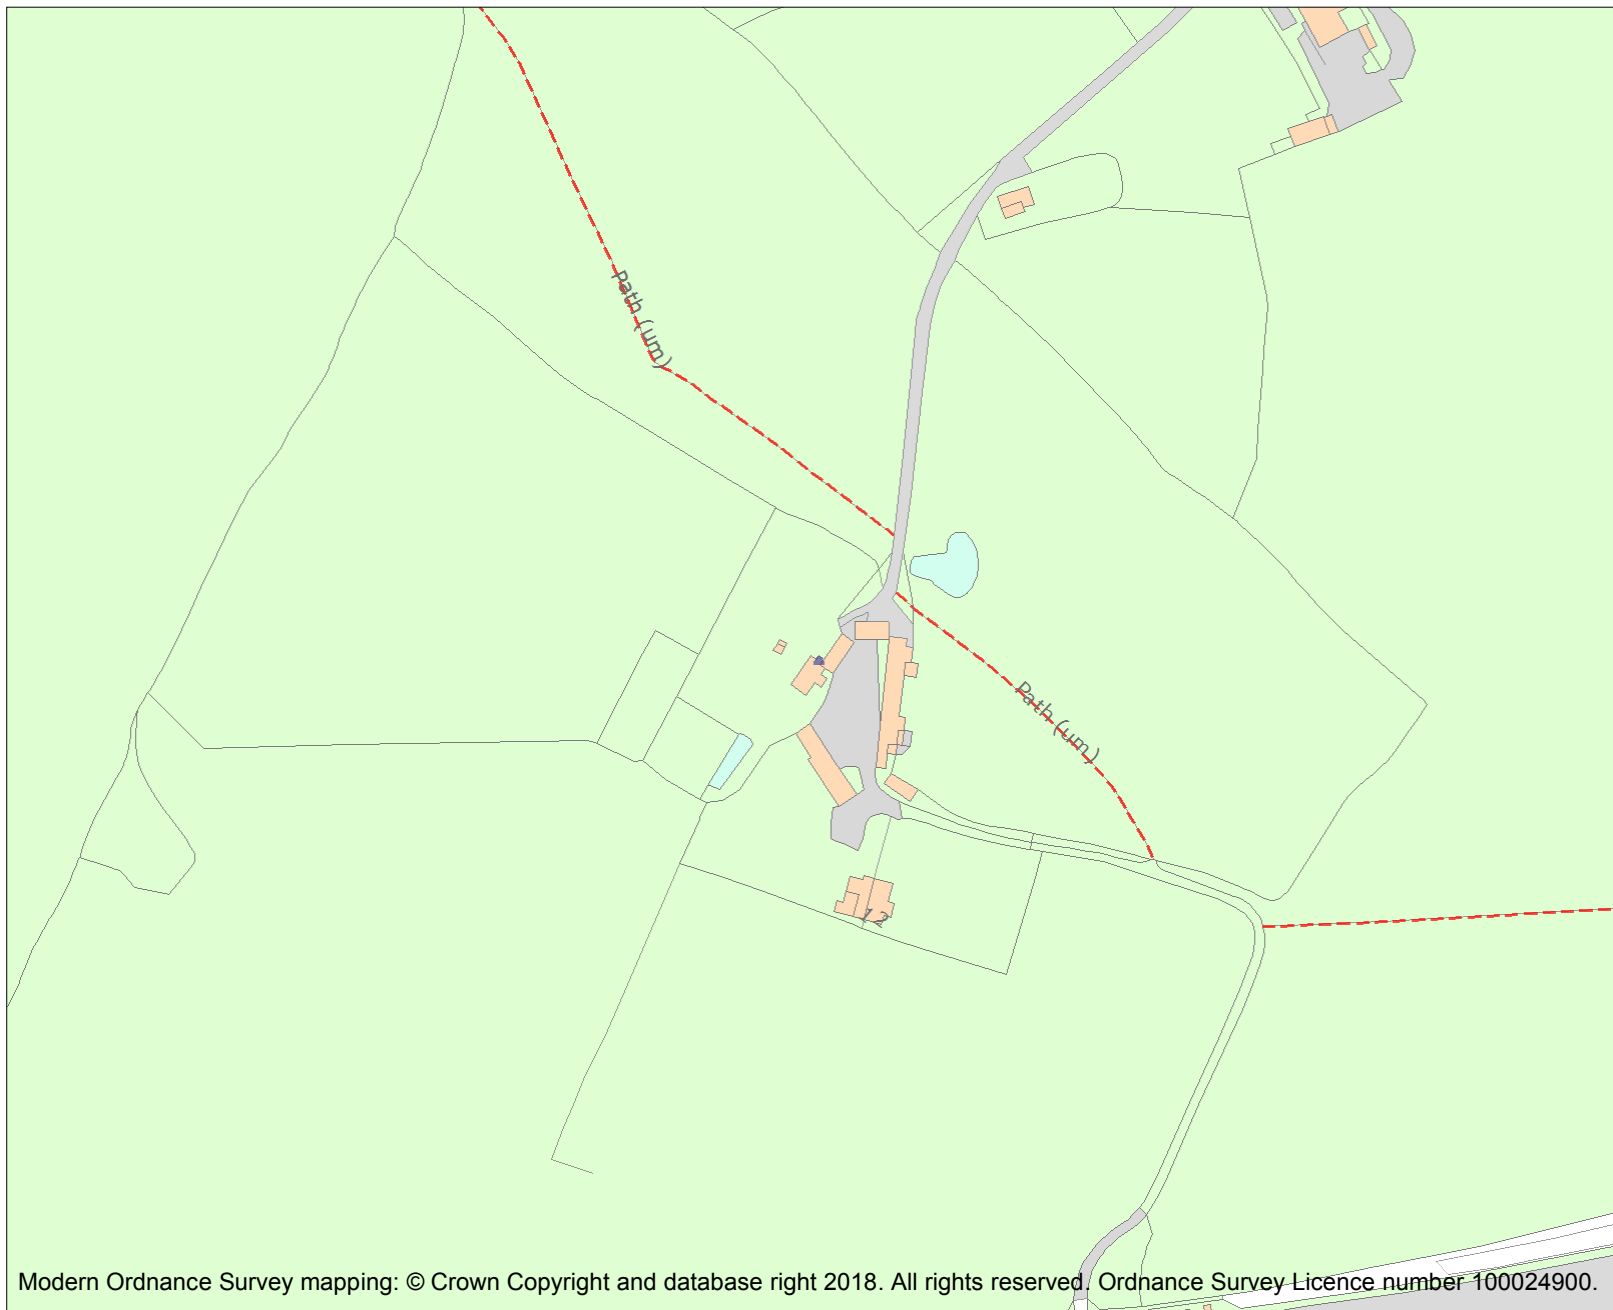 Path (um)
Path (um)
12
Modern Ordnance Survey mapping: © Crown Copyright and database right 2018. All rights reserved. Ordnance Survey Licence number 100024900.